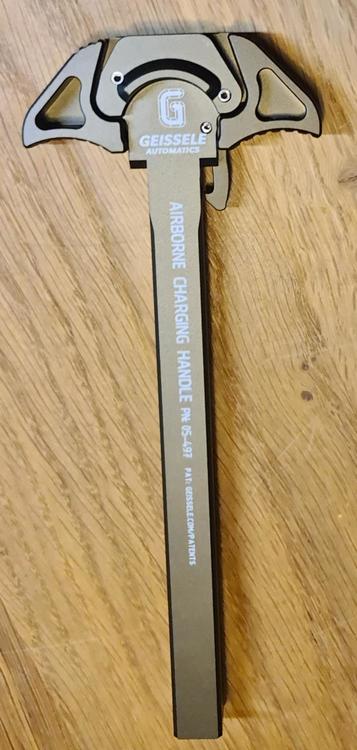 G
GEISSELE
AUTOMATICS
AIRBORNE CHARGING HANDLE PN: 05-497 PAT: GEISSELE.COM/PATENTS